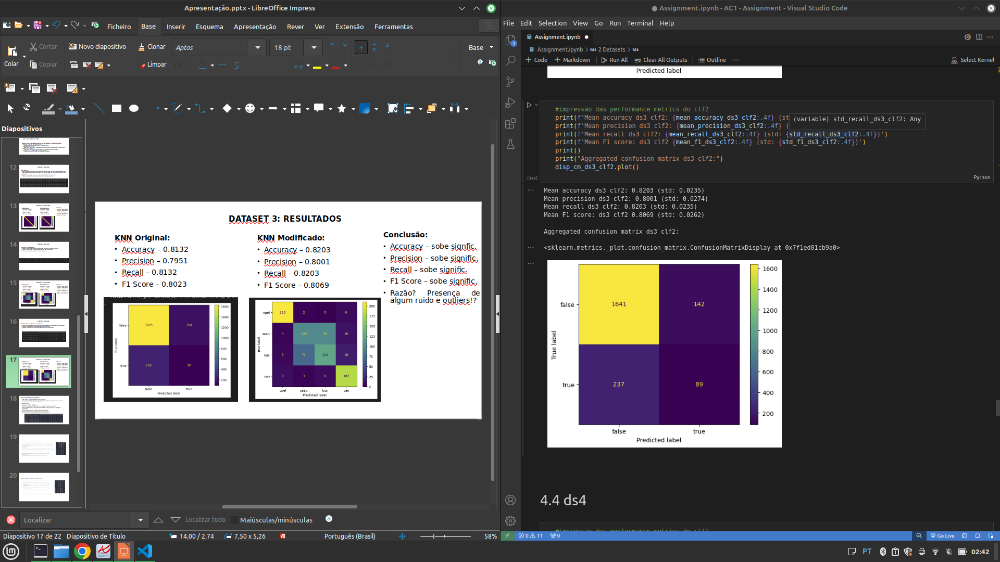 Apresentação.pptx - LibreOffice Impress
Ficheiro
Base
Inserir
Esquema
Apresentação
Rever
Ver
Extensão
Ferramentas
Colar
Cortar
Copiar
Novo diapositivo
Clonar
Limpar
Aptos
18 pt
Base
Diapositivos
12
13
14
15
16
17
18
19
20
DATASET 3: RESULTADOS
KNN Original:
• Accuracy – 0.8132
• Precision – 0.7951
• Recall – 0.8132
• F1 Score – 0.8023
KNN Modificado:
• Accuracy – 0.8203
• Precision – 0.8001
• Recall – 0.8203
• F1 Score – 0.8069
Conclusão:
• Accuracy – sobe signfic.
• Precision – sobe signific.
• Recall – sobe signific.
• F1 Score – sobe signific.
• Razão? Presença de
algum ruido e outliers!?
True label
false
true
1625
158
236
90
false
true
Predicted label
1600
1400
1200
1000
800
600
400
200
True label
opel
210
2
0
6
saab
3
100
99
10
bus
5
72
124
16
van
8
3
6
182
opel
saab
bus
van
Predicted label
200
175
150
125
100
75
50
25
0
Localizar
Localizar tudo
Maiúsculas/minúsculas
Diapositivo 17 de 22
Diapositivo de Título
14,00 / 2,74
7,50 x 5,26
Português (Brasil)
58%
● Assignment.ipynb - AC1 - Assignment - Visual Studio Code
File
Edit
Selection
View
Go
Run
Terminal
Help
Assignment.ipynb ●
Assignment.ipynb > M↓ 2 Datasets > M↓
+ Code
+ Markdown
Run All
Clear All Outputs
Outline
...
Select Kernel
1
Predicted label
#impressão das performance metrics do clf2
print(f'Mean accuracy ds3 clf2: {mean_accuracy_ds3_clf2:.4f} (st
print(f'Mean precision ds3 clf2: {mean_precision_ds3_clf2:.4f} (
(variable) std_recall_ds3_clf2: Any
print(f'Mean recall ds3 clf2: {mean_recall_ds3_clf2:.4f} (std: {std_recall_ds3_clf2:.4f})')
print(f'Mean F1 score: ds3 clf2 {mean_f1_ds3_clf2:.4f} (std: {std_f1_ds3_clf2:.4f})')
print()
print("Aggregated confusion matrix ds3 clf2:")
disp_cm_ds3_clf2.plot()
[390]
Python
Mean accuracy ds3 clf2: 0.8203 (std: 0.0235)
Mean precision ds3 clf2: 0.8001 (std: 0.0274)
Mean recall ds3 clf2: 0.8203 (std: 0.0235)
Mean F1 score: ds3 clf2 0.8069 (std: 0.0262)
Aggregated confusion matrix ds3 clf2:
<sklearn.metrics._plot.confusion_matrix.ConfusionMatrixDisplay at 0x7f1ed01cb9a0>
True label
false
1641
142
true
237
89
false
true
Predicted label
1600
1400
1200
1000
800
600
400
200
4.4 ds4
#impressão das performance metrics do clf1
0
11
0
Go Live
PT
02:42